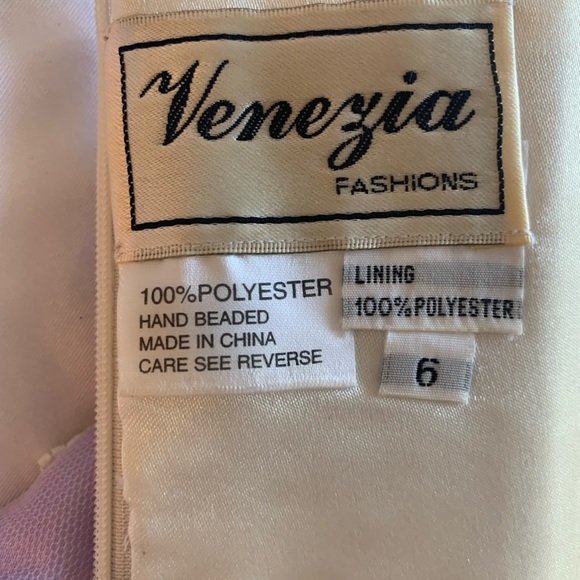 Venezia
FASHIONS
100%POLYESTER
HAND BEADED
MADE IN CHINA
CARE SEE REVERSE
LINING
100%POLYESTER
6